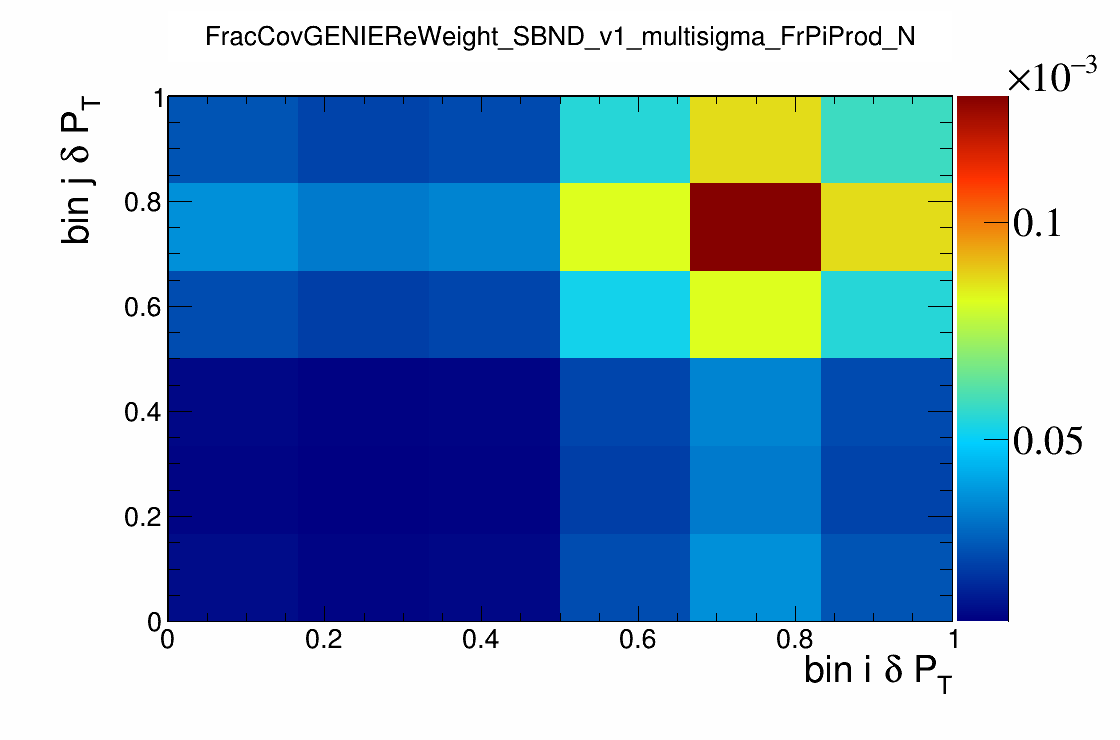 FracCovGENIEReWeight_SBND_v1_multisigma_FrPiProd_N
×10⁻³
bin j δ P_T
1
0.8
0.6
0.4
0.2
0
0 0.2 0.4 0.6 0.8 1
bin i δ P_T
0.1
0.05